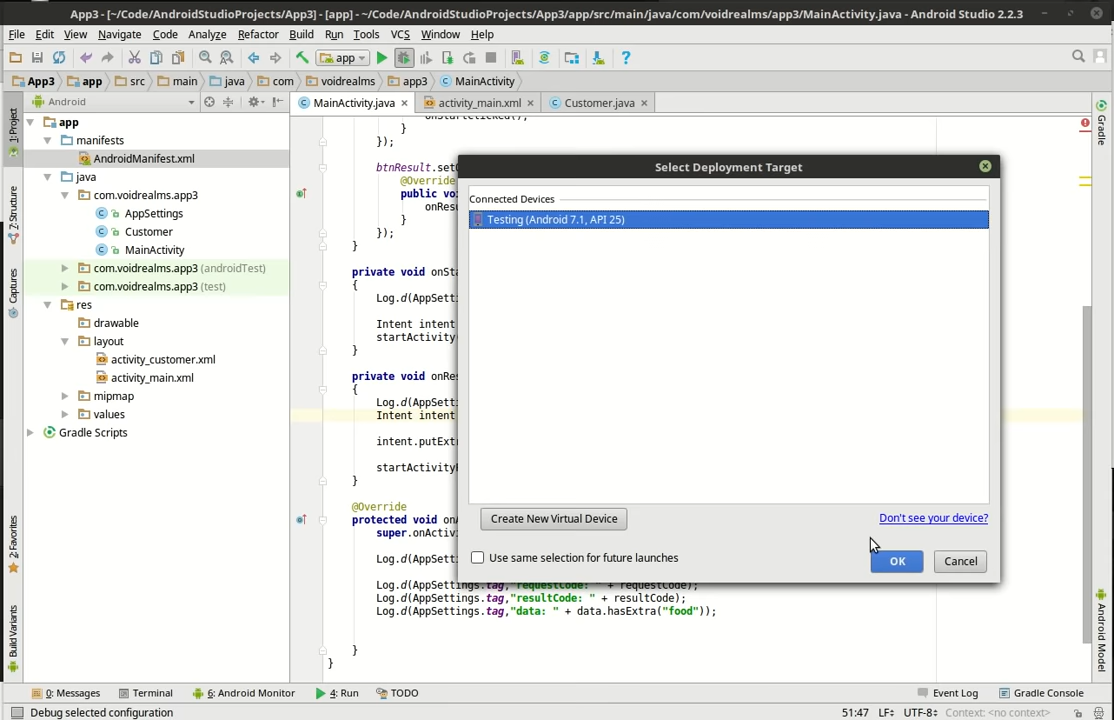 App3 - [~/Code/AndroidStudioProjects/App3] - [app] - ~/Code/AndroidStudioProjects/App3/app/src/main/java/com/voidrealms/app3/MainActivity.java - Android Studio 2.2.3
File Edit View Navigate Code Analyze Refactor Build Run Tools VCS Window Help
app
App3 app src main java com voidrealms app3 MainActivity
Android
MainActivity.java activity_main.xml Customer.java
1: Project
7: Structure
Captures
2: Favorites
Build Variants
app
manifests
AndroidManifest.xml
java
com.voidrealms.app3
AppSettings
Customer
MainActivity
com.voidrealms.app3 (androidTest)
com.voidrealms.app3 (test)
res
drawable
layout
activity_customer.xml
activity_main.xml
mipmap
values
Gradle Scripts
}
});
btnResult.setO
@Override
public voi
onResu
}
});
}
private void onSta
{
Log.d(AppSetti
Intent intent
startActivity(
}
private void onRes
{
Log.d(AppSetti
Intent intent
intent.putExtr
startActivityF
}
@Override
protected void onA
super.onActivi
Log.d(AppSetti
Log.d(AppSettings.tag,"requestCode: " + requestCode);
Log.d(AppSettings.tag,"resultCode: " + resultCode);
Log.d(AppSettings.tag,"data: " + data.hasExtra("food"));
}
}
Select Deployment Target
Connected Devices
Testing (Android 7.1, API 25)
Create New Virtual Device
Don't see your device?
Use same selection for future launches
OK
Cancel
Gradle
Android Model
0: Messages Terminal 6: Android Monitor 4: Run TODO Event Log Gradle Console
Debug selected configuration 51:47 LF UTF-8 Context: <no context>